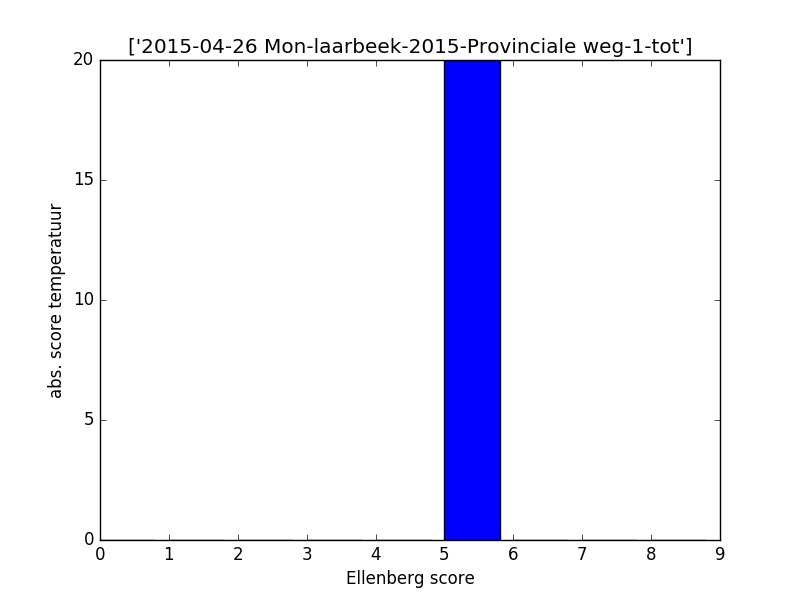 ['2015-04-26 Mon-laarbeek-2015-Provinciale weg-1-tot']
20
15
10
5
0
abs. score temperatuur
0 1 2 3 4 5 6 7 8 9
Ellenberg score